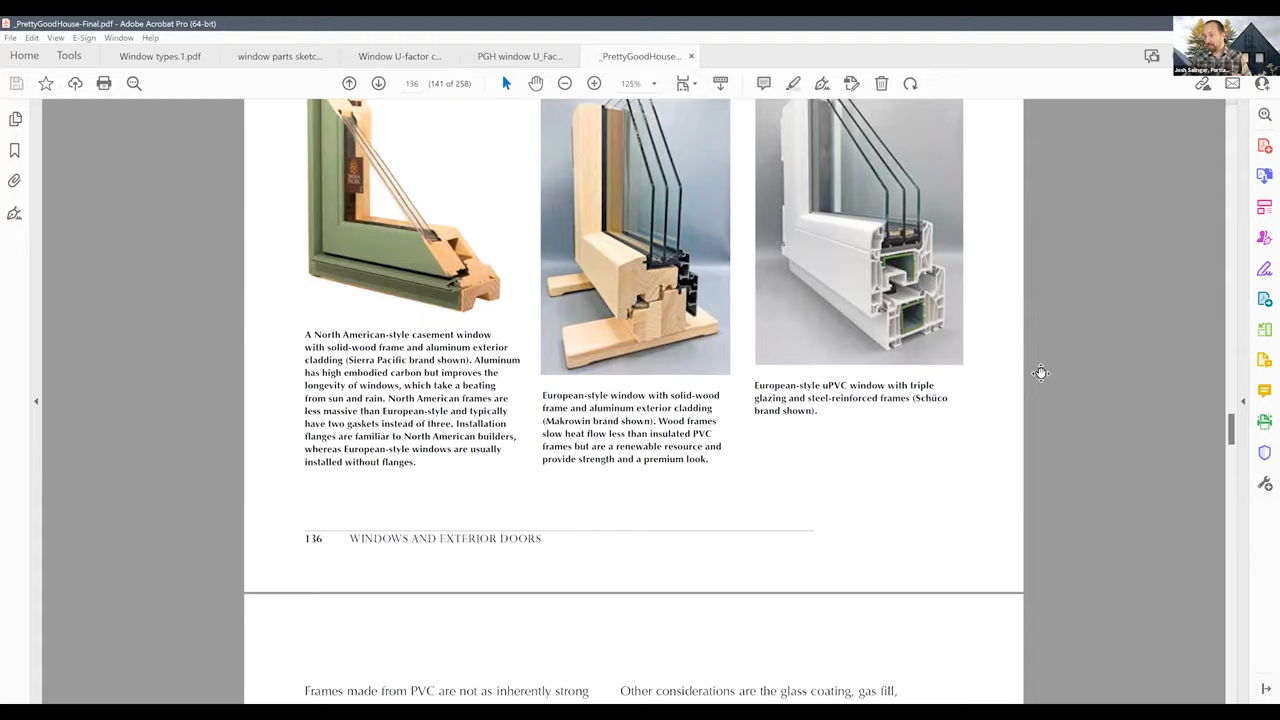 _PrettyGoodHouse-Final.pdf - Adobe Acrobat Pro (64-bit)
File Edit View E-Sign Window Help
Home Tools Window types.1.pdf window parts sketc... Window U-factor c... PGH window U_Fac... _PrettyGoodHouse...
136 (141 of 258) 125%
A North American-style casement window
with solid-wood frame and aluminum exterior
cladding (Sierra Pacific brand shown). Aluminum
has high embodied carbon but improves the
longevity of windows, which take a beating
from sun and rain. North American frames are
less massive than European-style and typically
have two gaskets instead of three. Installation
flanges are familiar to North American builders,
whereas European-style windows are usually
installed without flanges.
European-style window with solid-wood
frame and aluminum exterior cladding
(Makrowin brand shown). Wood frames
slow heat flow less than insulated PVC
frames but are a renewable resource and
provide strength and a premium look.
European-style uPVC window with triple
glazing and steel-reinforced frames (Schüco
brand shown).
136 WINDOWS AND EXTERIOR DOORS
Frames made from PVC are not as inherently strong
Other considerations are the glass coating, gas fill,
Josh Salinger, Portla...